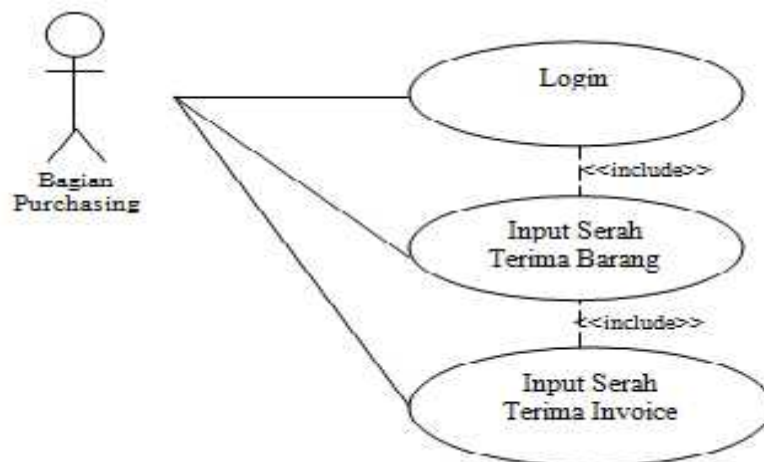 Login
<<include>>
Bagian
Purchasing
Input Serah
Terima Barang
<<include>>
Input Serah
Terima Invoice